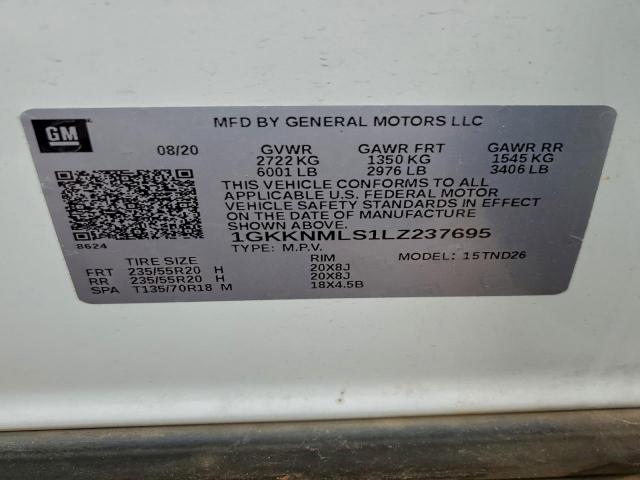 GM
MFD BY GENERAL MOTORS LLC
08/20 GVWR GAWR FRT GAWR RR
2722 KG 1350 KG 1545 KG
6001 LB 2976 LB 3406 LB
THIS VEHICLE CONFORMS TO ALL
APPLICABLE U.S. FEDERAL MOTOR
VEHICLE SAFETY STANDARDS IN EFFECT
ON THE DATE OF MANUFACTURE
SHOWN ABOVE.
1GKKNMLS1LZ237695
8624 TYPE: M.P.V. MODEL: 15TND26
TIRE SIZE RIM
FRT 235/55R20 H 20X8J
RR 235/55R20 H 20X8J
SPA T135/70R18 M 18X4.5B